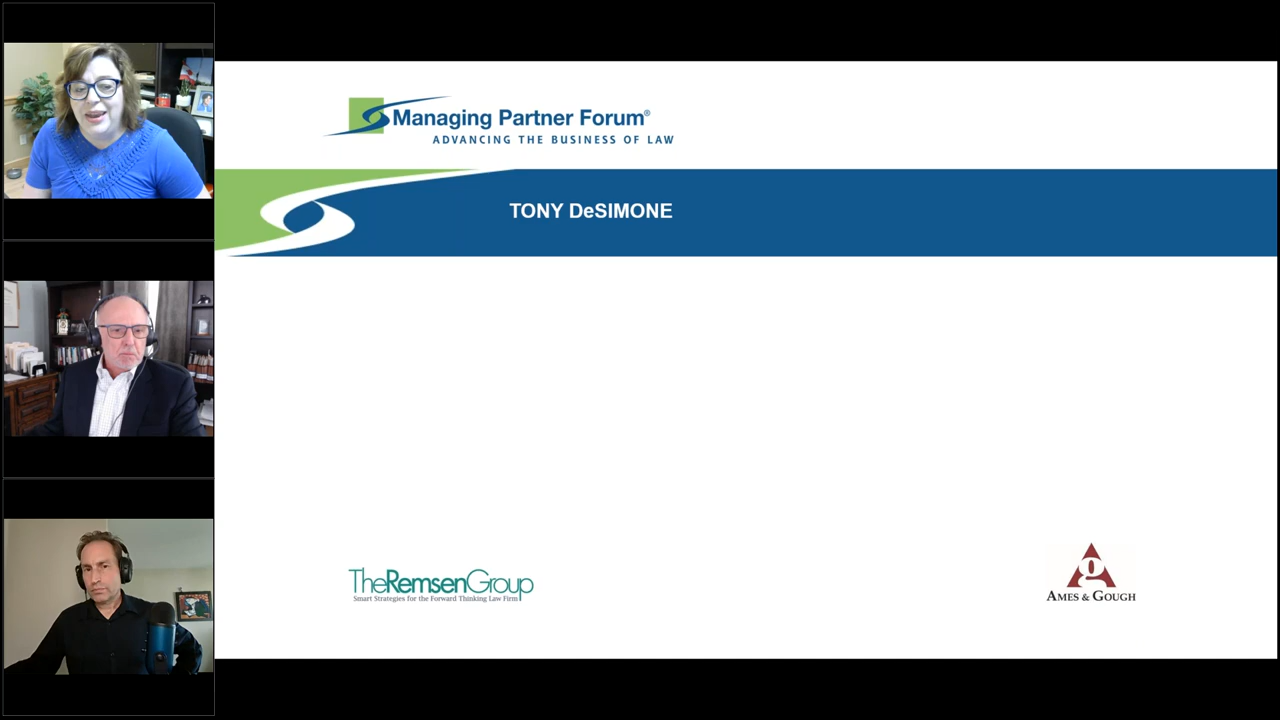 Managing Partner Forum®
ADVANCING THE BUSINESS OF LAW
TONY DeSIMONE
TheRemsenGroup
Smart Strategies for the Forward Thinking Law Firm
AMES & GOUGH